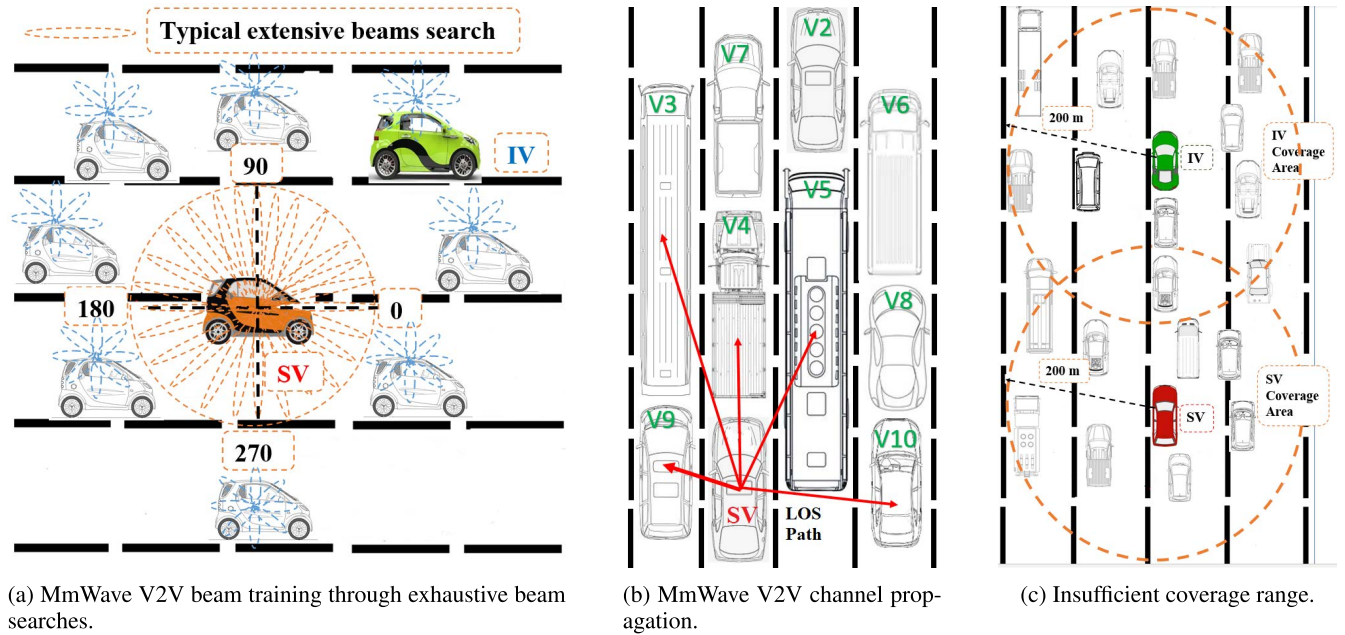 Typical extensive beams search
IV
90
180
0
SV
270
(a) MmWave V2V beam training through exhaustive beam
searches.
V2
V7
V3
V6
V5
V4
V8
V9
V10
SV
LOS
Path
(b) MmWave V2V channel prop-
agation.
200 m
IV
IV
Coverage
Area
200 m
SV
SV
Coverage
Area
(c) Insufficient coverage range.